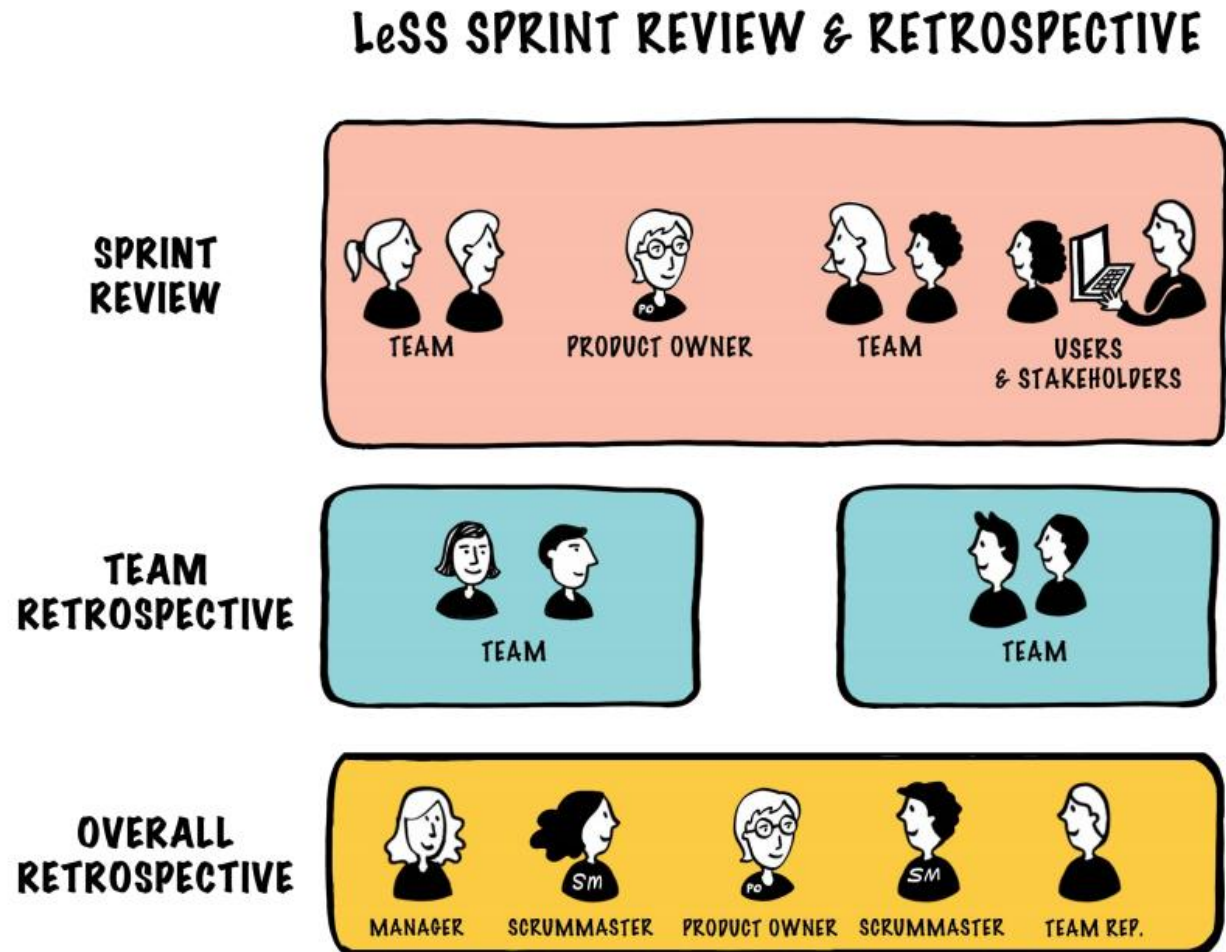 LeSS SPRINT REVIEW & RETROSPECTIVE
SPRINT
REVIEW
TEAM
PO
PRODUCT OWNER
TEAM
USERS
& STAKEHOLDERS
TEAM
RETROSPECTIVE
TEAM
TEAM
OVERALL
RETROSPECTIVE
MANAGER
SM
SCRUMMASTER
PO
PRODUCT OWNER
SM
SCRUMMASTER
TEAM REP.